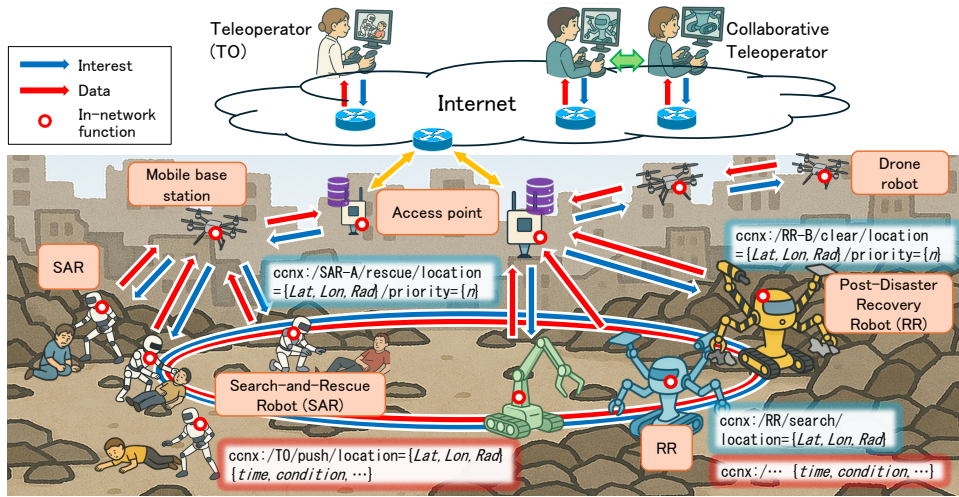 Teleoperator
(TO)
Collaborative
Teleoperator
Interest
Data
In-network
function
Internet
Mobile base
station
Access point
Drone
robot
SAR
ccnx:/SAR-A/rescue/location
={Lat, Lon, Rad}/priority={n}
ccnx:/RR-B/clear/location
={Lat, Lon, Rad}/priority={n}
Post-Disaster
Recovery
Robot (RR)
Search-and-Rescue
Robot (SAR)
RR
ccnx:/RR/search/
location={Lat, Lon, Rad}
ccnx:/TO/push/location={Lat, Lon, Rad}
{time, condition, …}
ccnx:/… {time, condition, …}